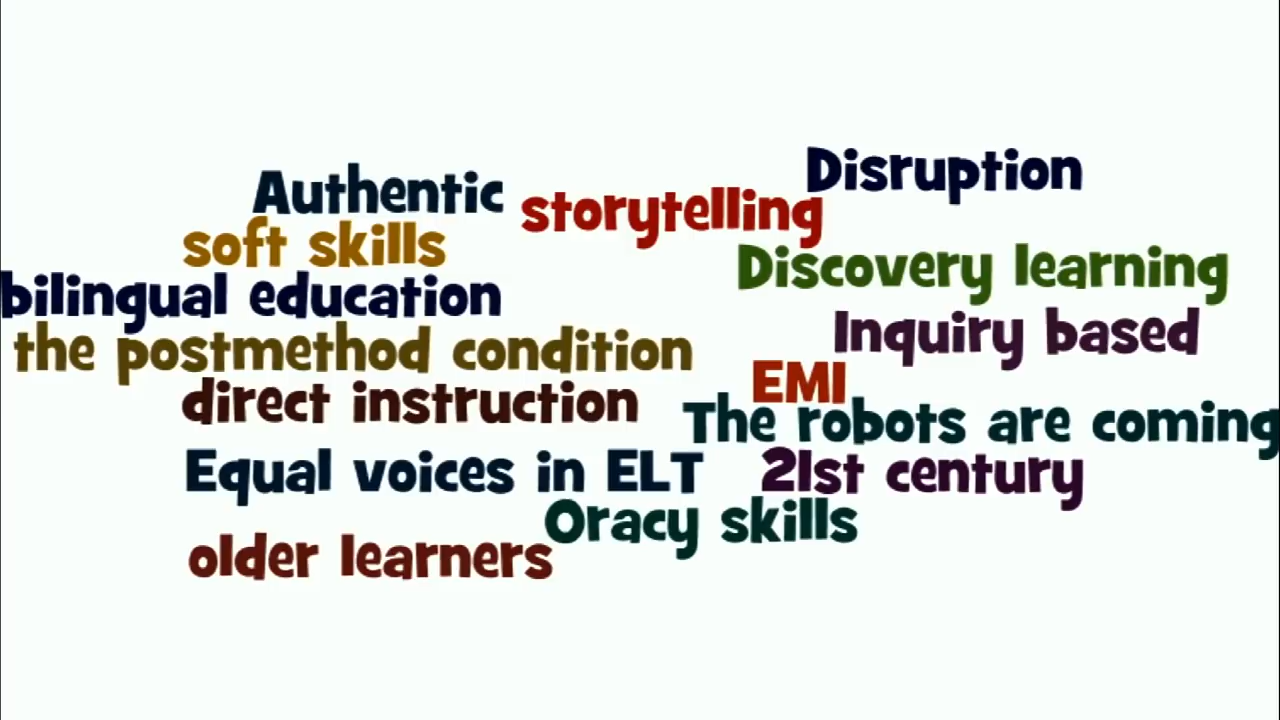 Authentic
storytelling
Disruption
soft skills
Discovery learning
bilingual education
Inquiry based
the postmethod condition
EMI
direct instruction
The robots are coming
Equal voices in ELT
21st century
Oracy skills
older learners